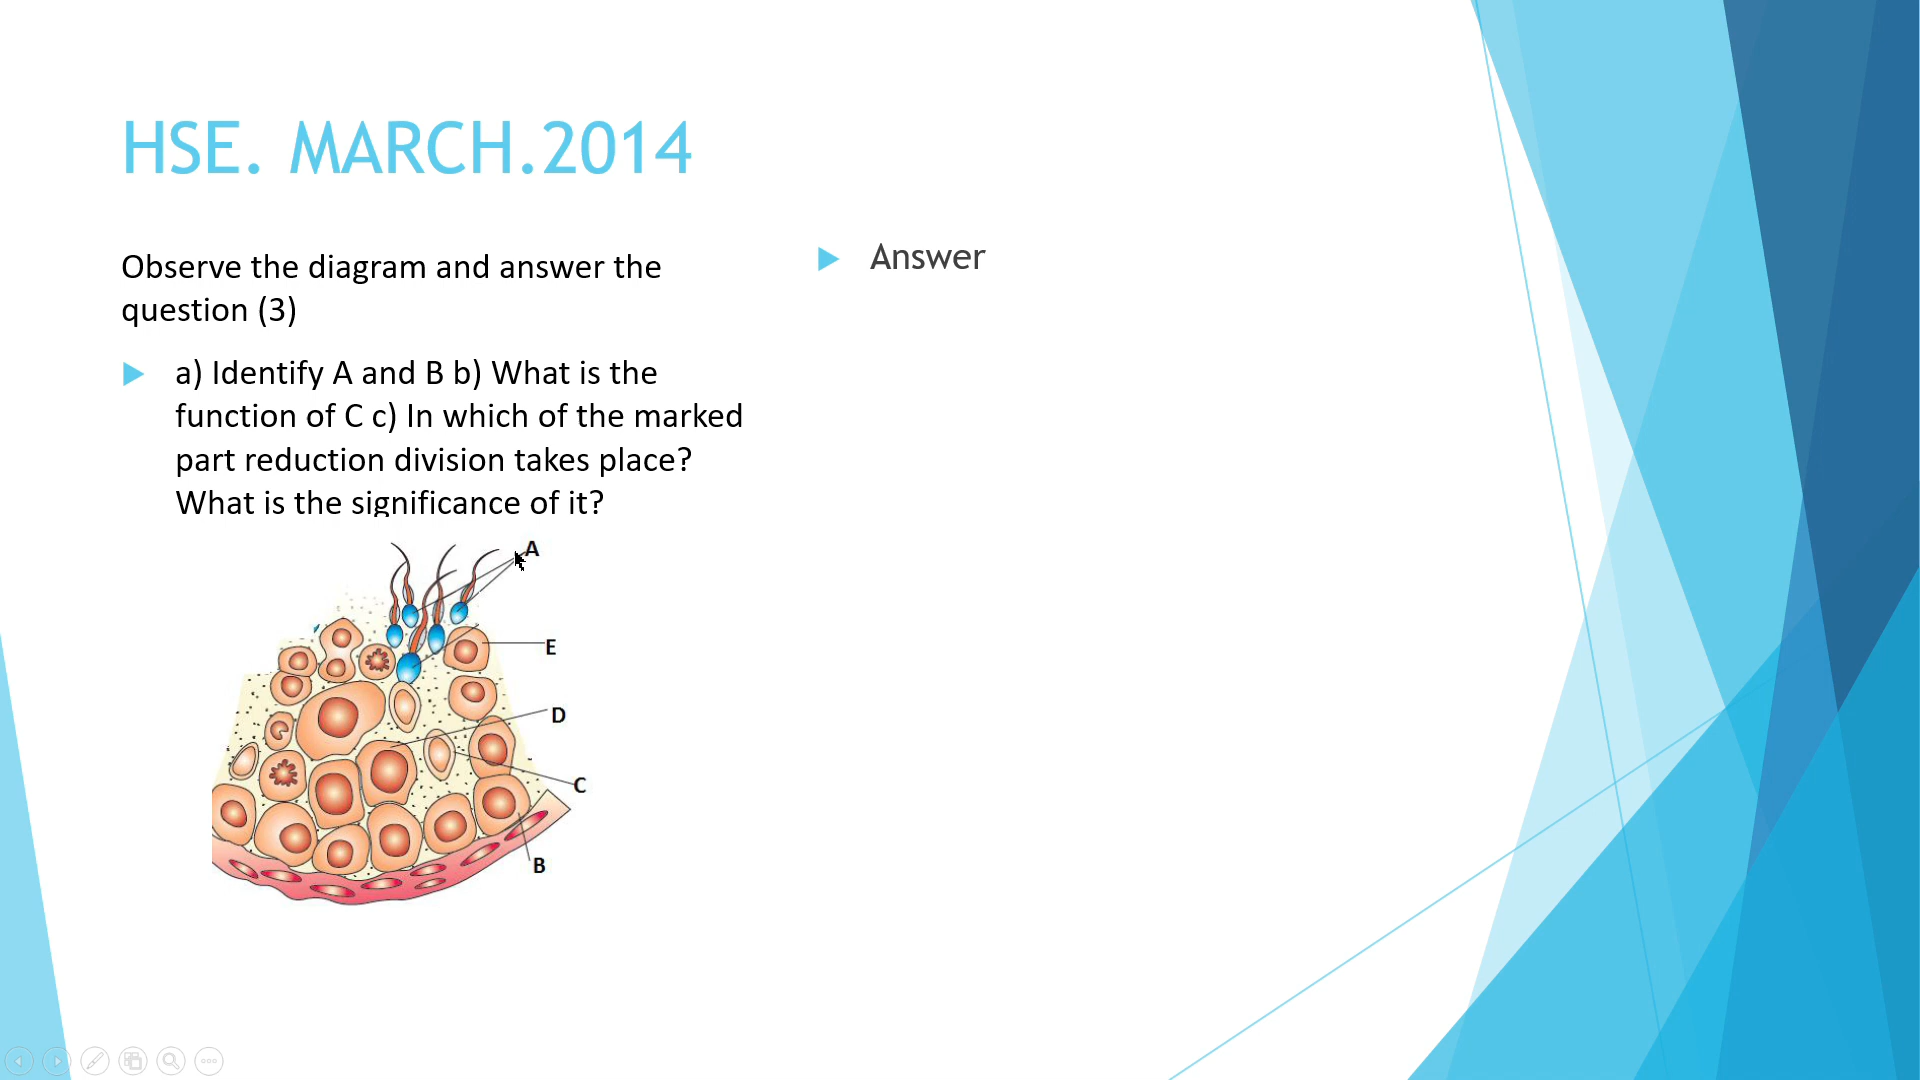 HSE. MARCH.2014
Observe the diagram and answer the
question (3)
a) Identify A and B b) What is the
function of C c) In which of the marked
part reduction division takes place?
What is the significance of it?
Answer
A
E
D
C
B